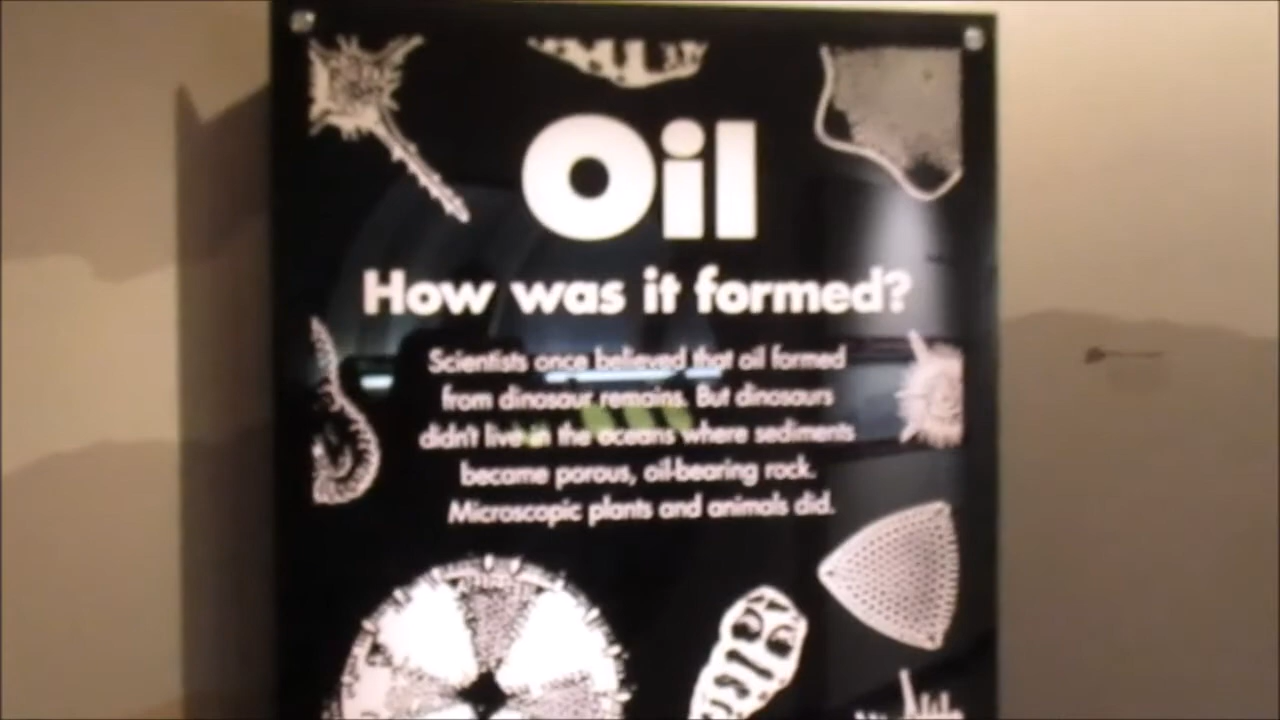 Oil
How was it formed?
Scientists once believed that oil formed
from dinosaur remains. But dinosaurs
didn't live in the oceans where sediments
became porous, oil-bearing rock.
Microscopic plants and animals did.